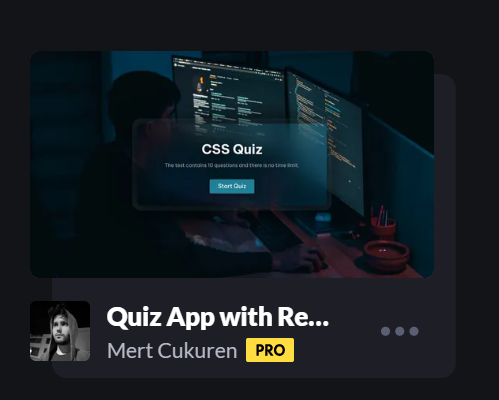 CSS Quiz
The test contains 10 questions and there is no time limit.
Start Quiz
Quiz App with Re...
Mert Cukuren PRO